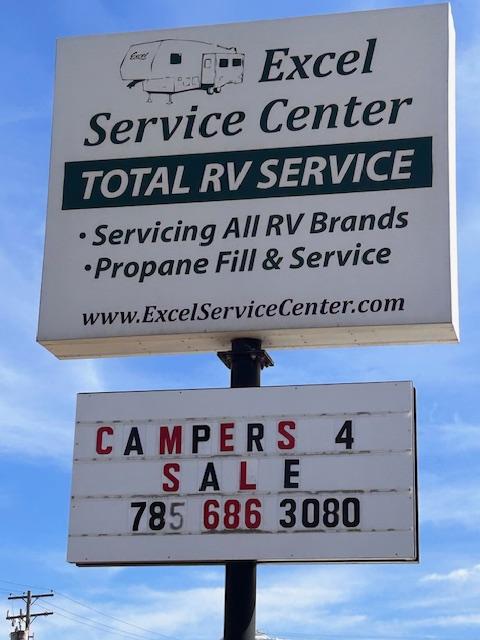 Excel
Excel
Service Center
TOTAL RV SERVICE
• Servicing All RV Brands
• Propane Fill & Service
www.ExcelServiceCenter.com
CAMPERS 4
SALE
785 686 3080